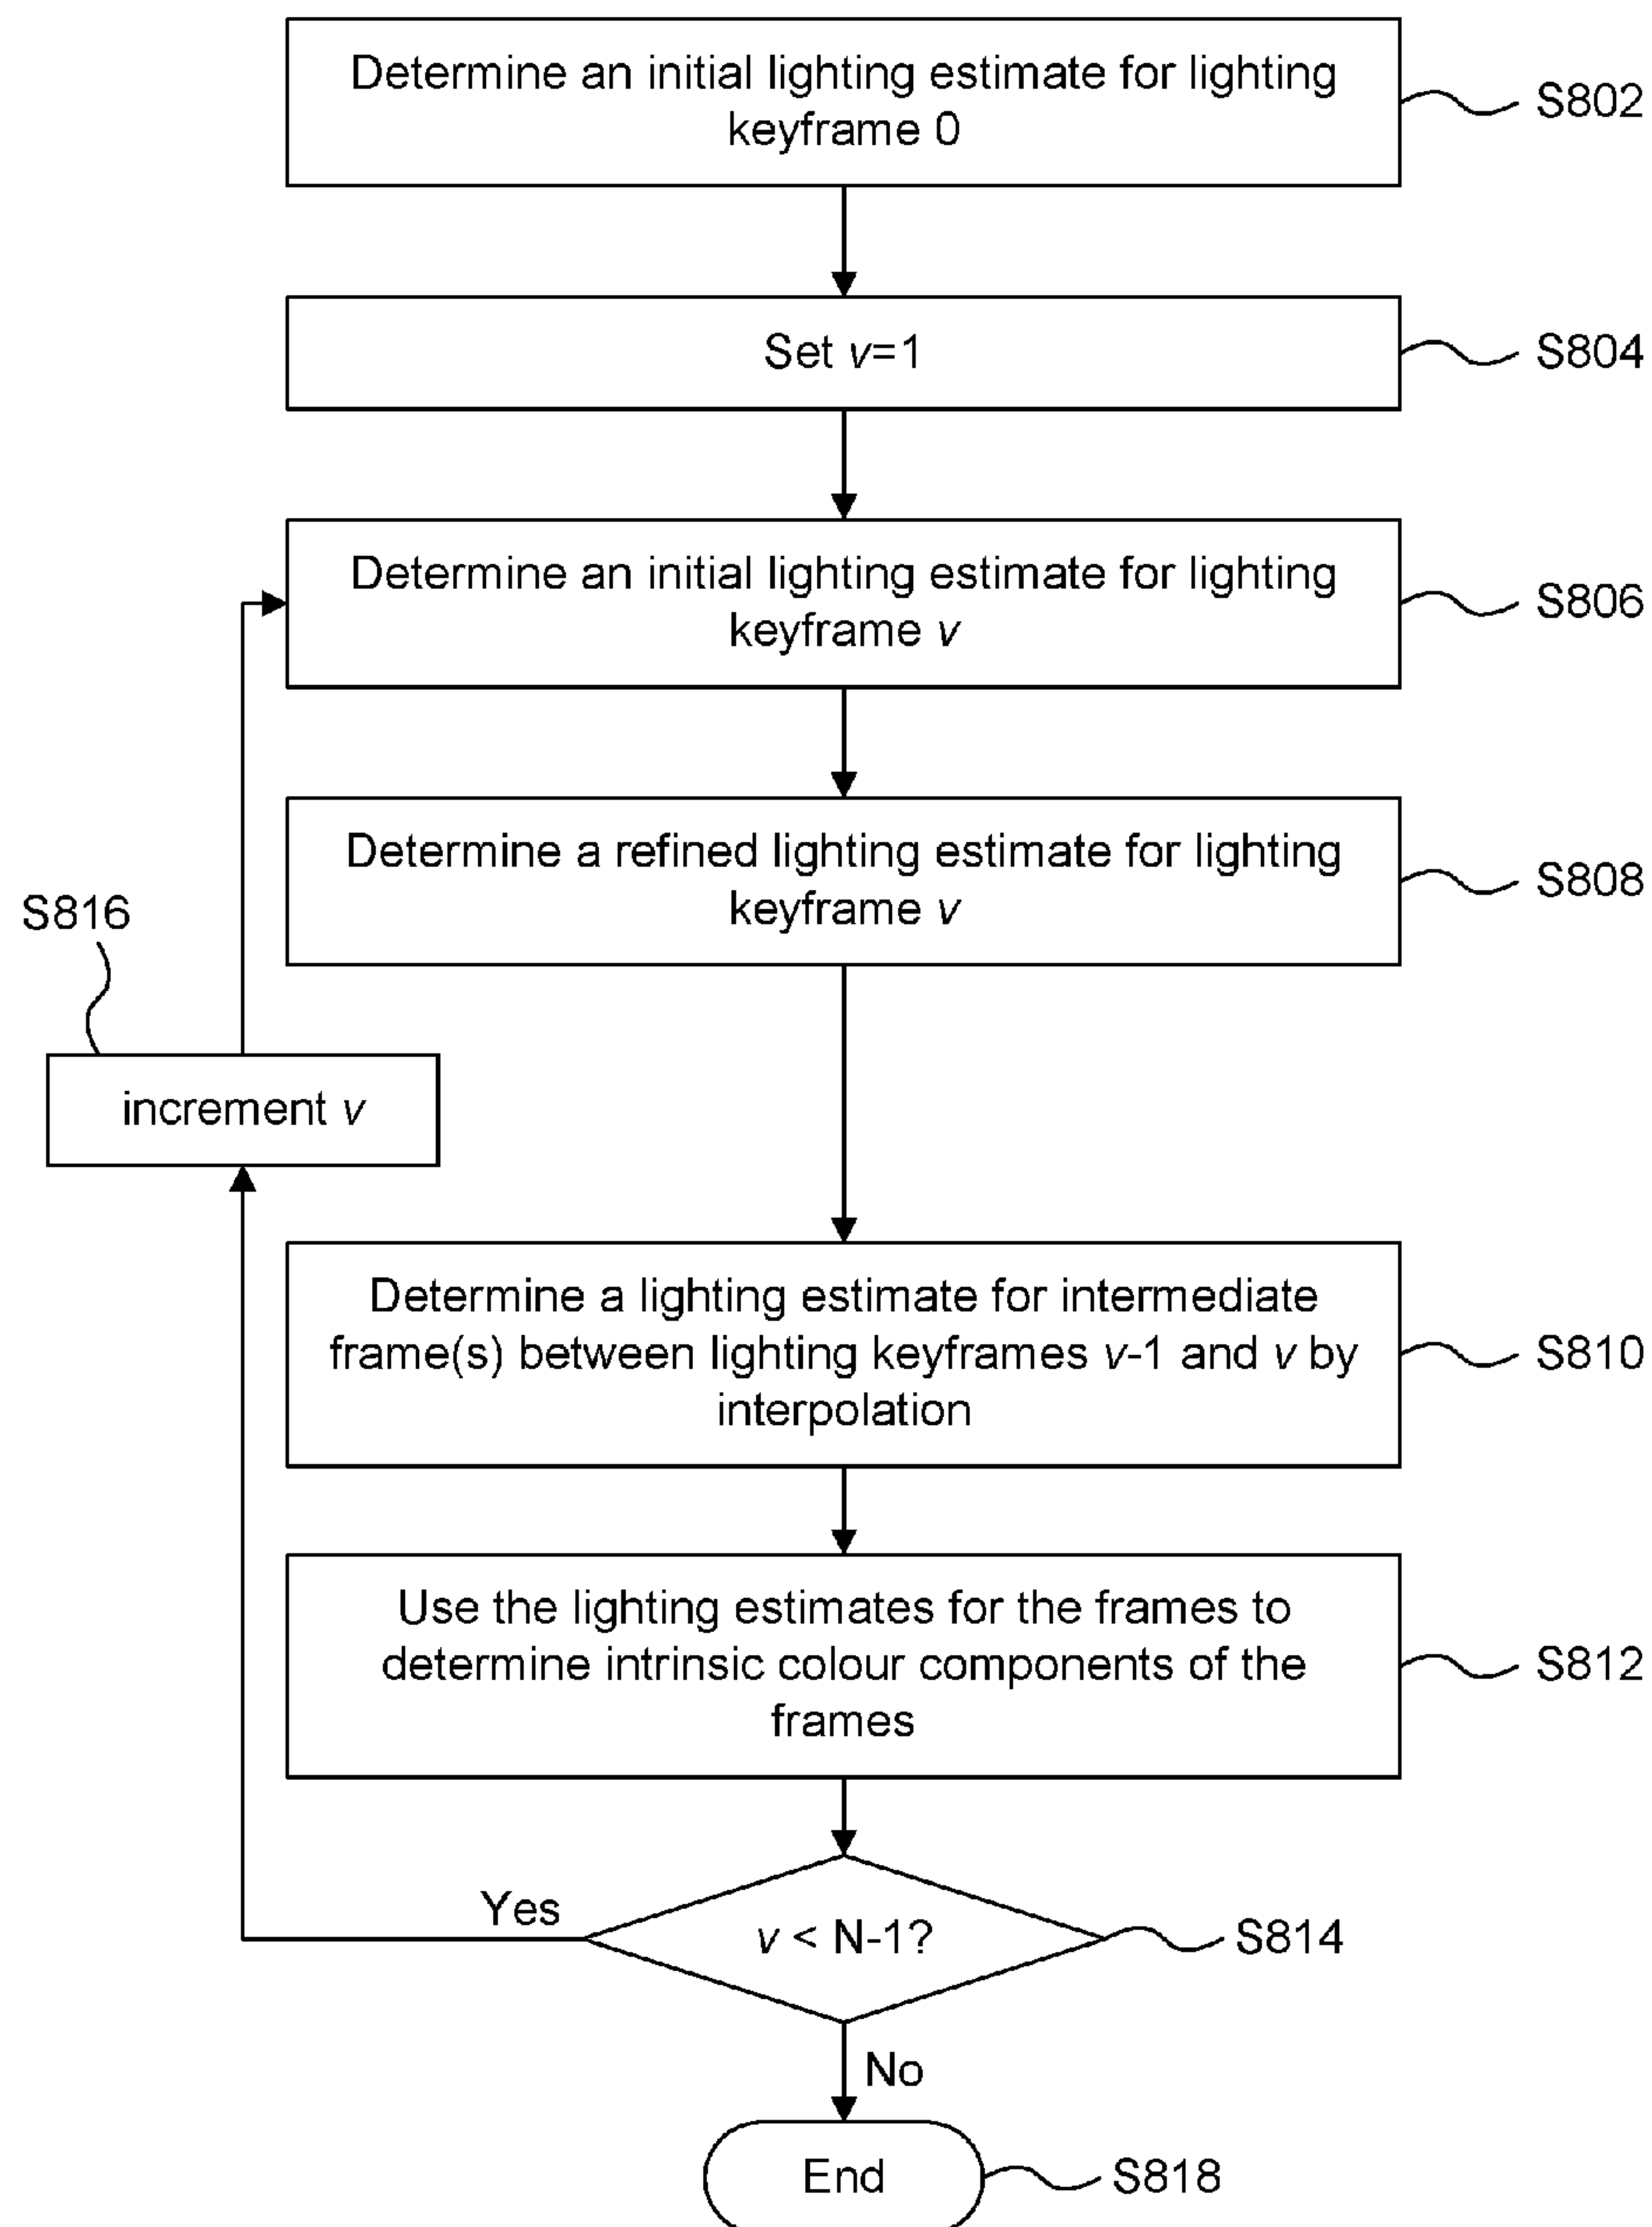 Determine an initial lighting estimate for lighting
keyframe 0
S802
Set v=1
S804
Determine an initial lighting estimate for lighting
keyframe v
S806
Determine a refined lighting estimate for lighting
keyframe v
S808
S816
increment v
Determine a lighting estimate for intermediate
frame(s) between lighting keyframes v-1 and v by
interpolation
S810
Use the lighting estimates for the frames to
determine intrinsic colour components of the
frames
S812
Yes
v < N-1?
S814
No
End
S818